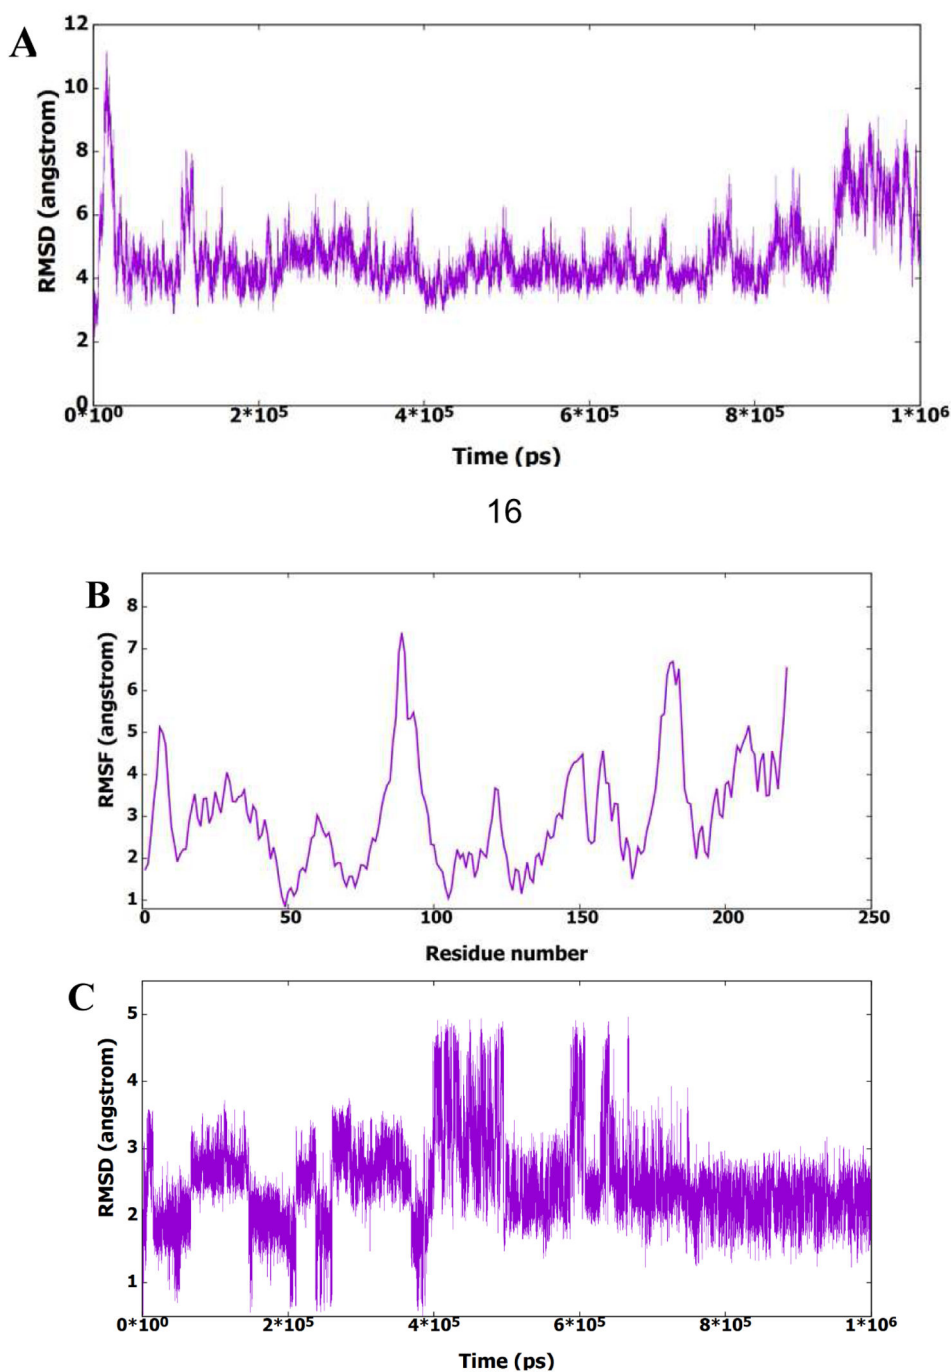 A
RMSD (angstrom)
12
10
8
6
4
2
0
0*10⁰ 2*10⁵ 4*10⁵ 6*10⁵ 8*10⁵ 1*10⁶
Time (ps)
16
B
RMSF (angstrom)
8
7
6
5
4
3
2
1
0 50 100 150 200 250
Residue number
C
RMSD (angstrom)
5
4
3
2
1
0*10⁰ 2*10⁵ 4*10⁵ 6*10⁵ 8*10⁵ 1*10⁶
Time (ps)